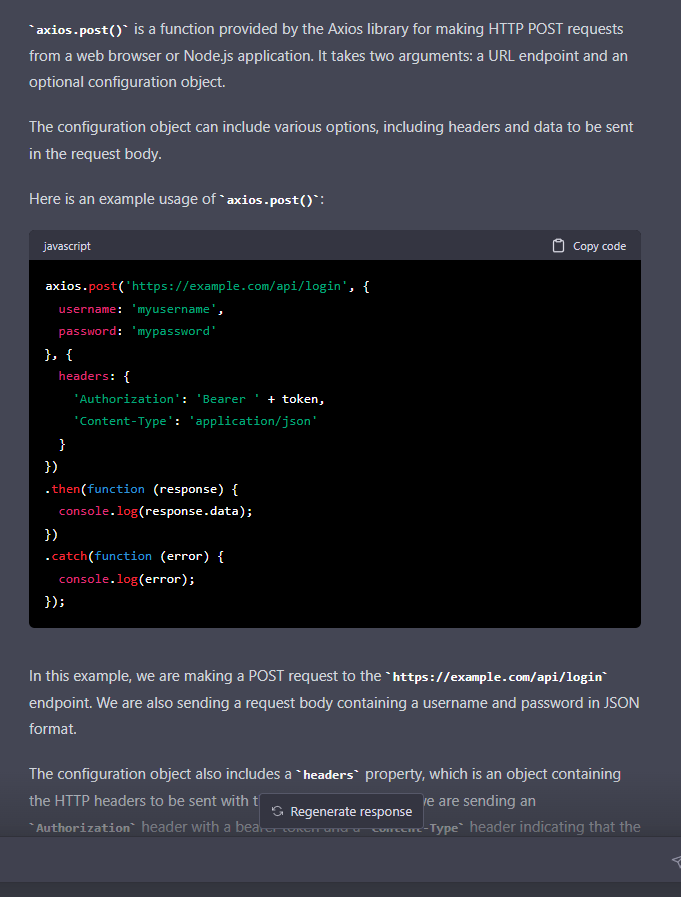 `axios.post()` is a function provided by the Axios library for making HTTP POST requests
from a web browser or Node.js application. It takes two arguments: a URL endpoint and an
optional configuration object.
The configuration object can include various options, including headers and data to be sent
in the request body.
Here is an example usage of `axios.post()`:
javascript Copy code
axios.post('https://example.com/api/login', {
  username: 'myusername',
  password: 'mypassword'
}, {
  headers: {
    'Authorization': 'Bearer ' + token,
    'Content-Type': 'application/json'
  }
})
.then(function (response) {
  console.log(response.data);
})
.catch(function (error) {
  console.log(error);
});
In this example, we are making a POST request to the `https://example.com/api/login`
endpoint. We are also sending a request body containing a username and password in JSON
format.
The configuration object also includes a `headers` property, which is an object containing
the HTTP headers to be sent with we are sending an
Regenerate response
`Authorization` header with a bearer token and a `Content-Type` header indicating that the